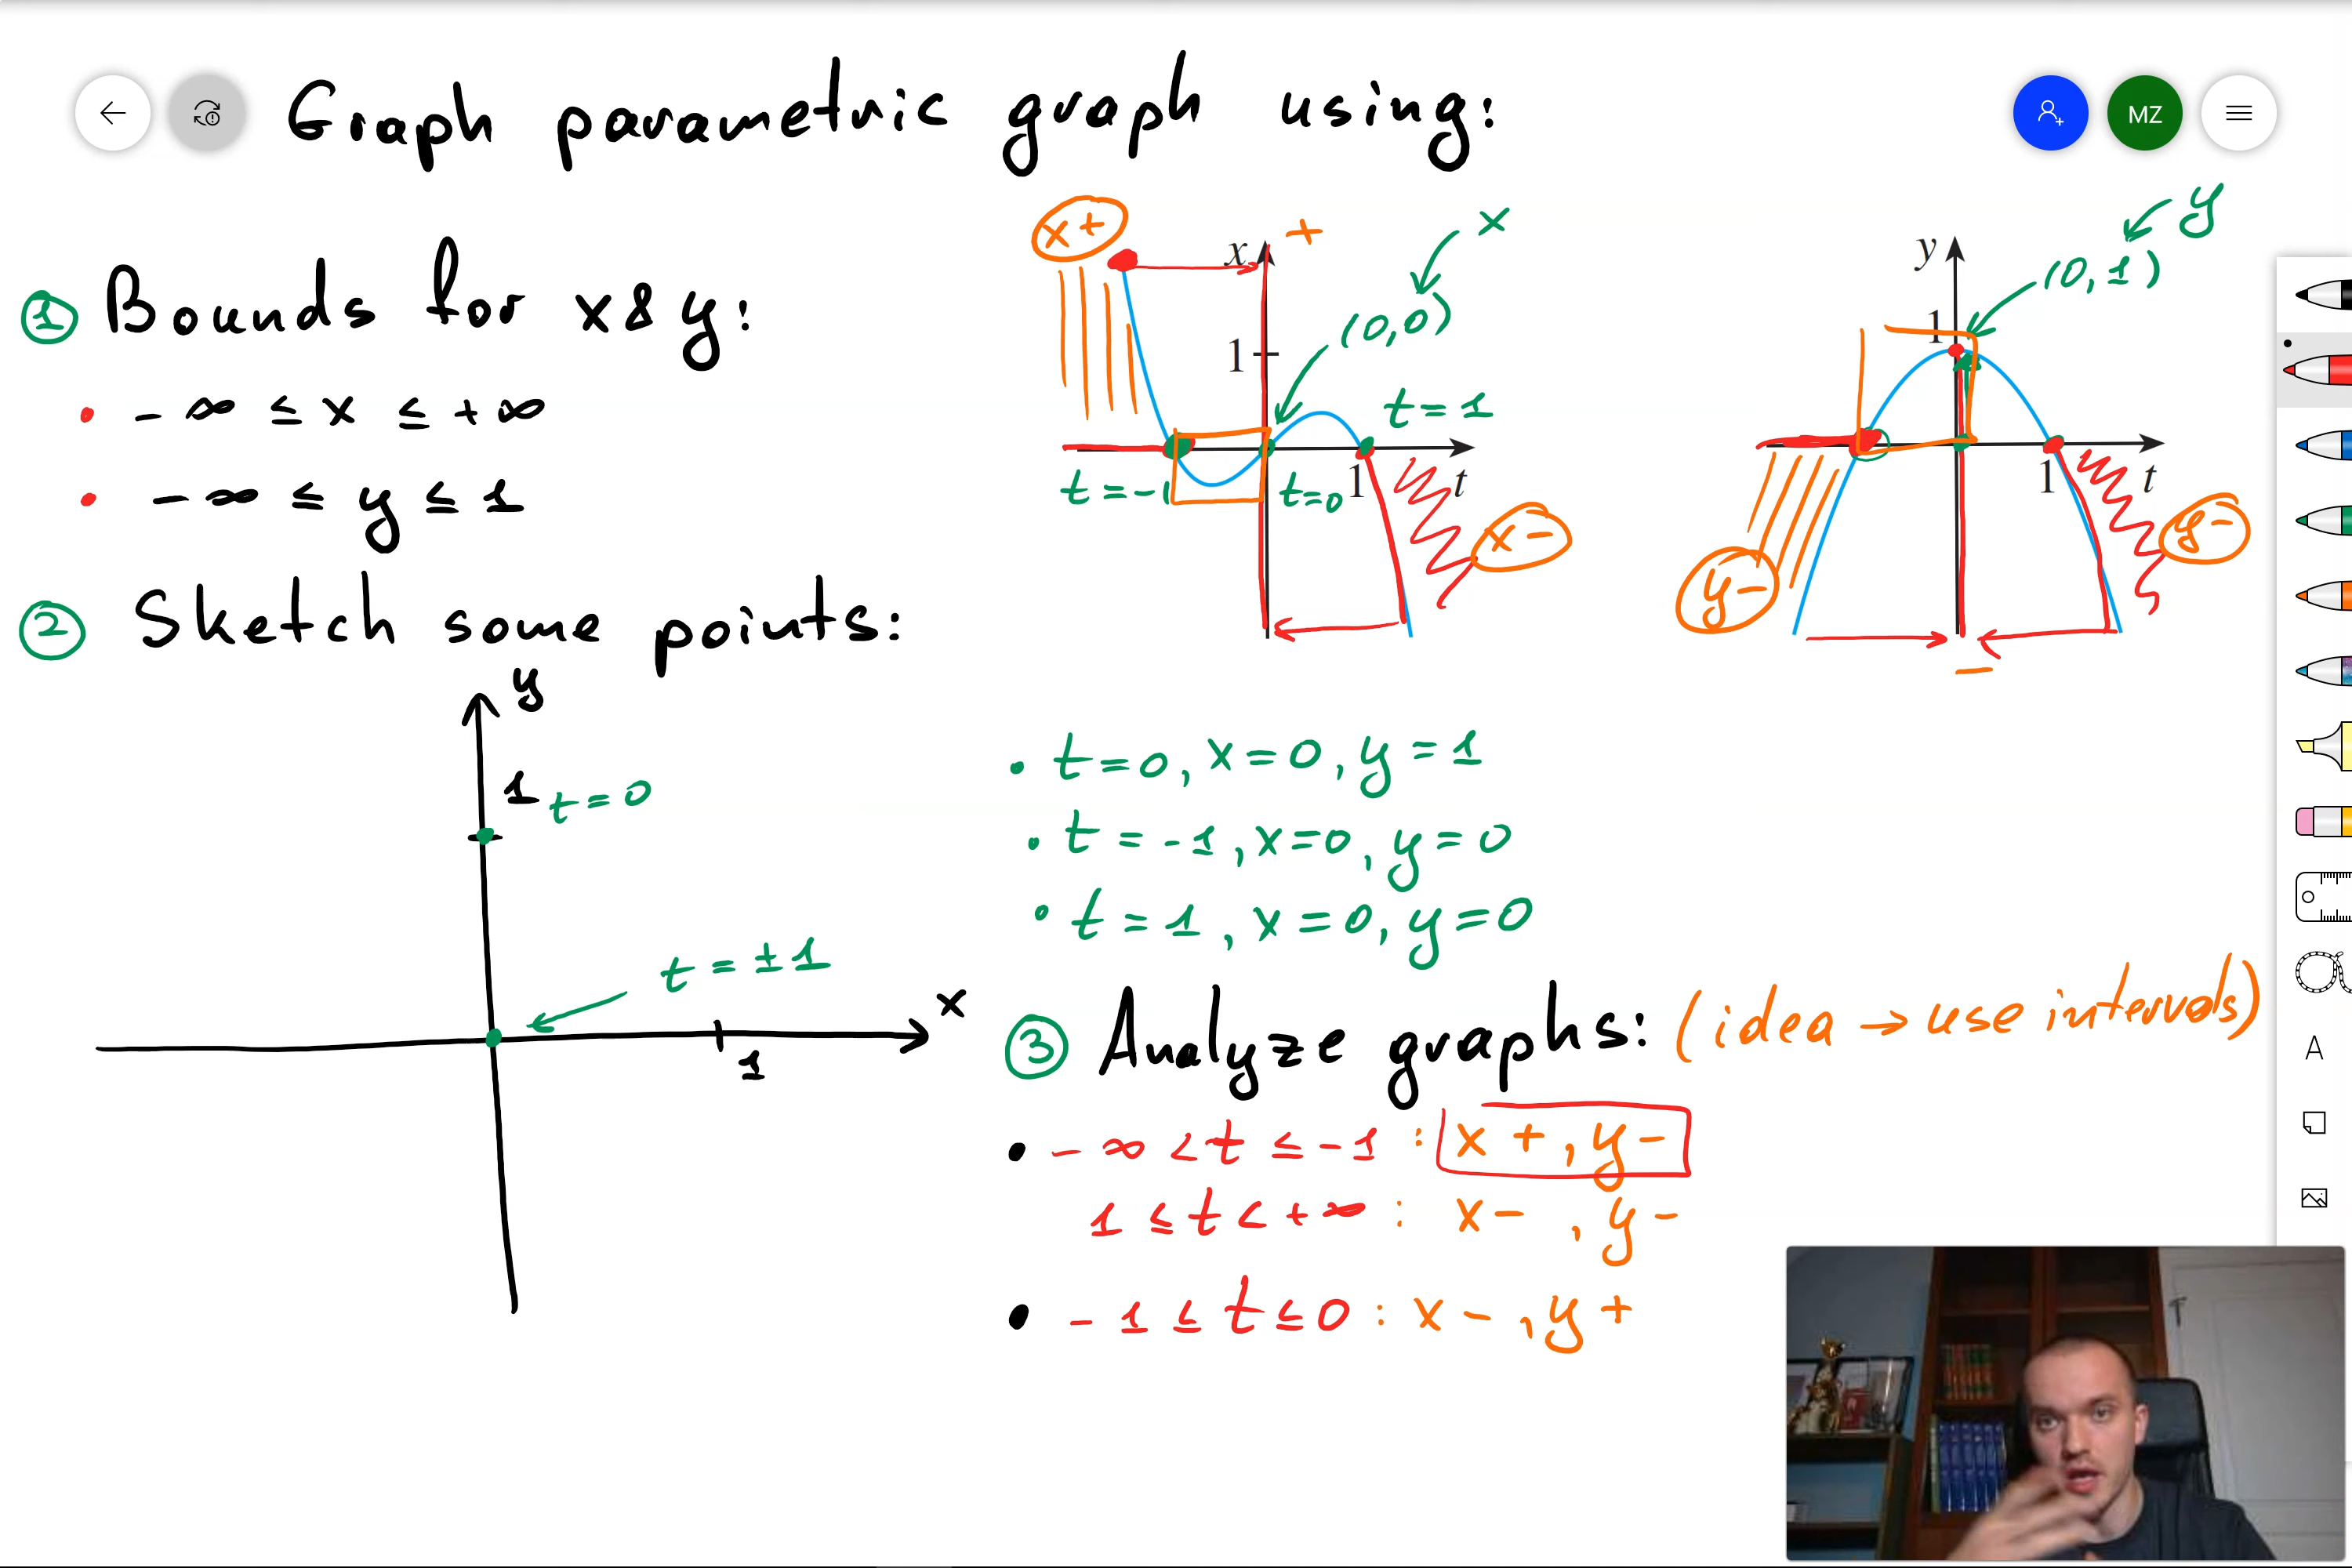 Graph parametric graph using:
MZ
① Bounds for x & y:
• - ∞ ≤ x ≤ + ∞
• - ∞ ≤ y ≤ 1
x +
x
+
x
(0,0)
1
t = 1
t = -1
t=0
1
t
x -
y
y
(0, 1)
1
1
t
y -
y -
-
② Sketch some points:
y
1
t = 0
t = ± 1
x
1
• t = 0, x = 0, y = 1
• t = -1, x=0, y = 0
• t = 1, x = 0, y=0
③ Analyze graphs: (idea → use intervals)
• - ∞ < t ≤ -1 : x + , y -
1 ≤ t < + ∞ : x - , y -
• - 1 ≤ t ≤ 0 : x - , y +
A